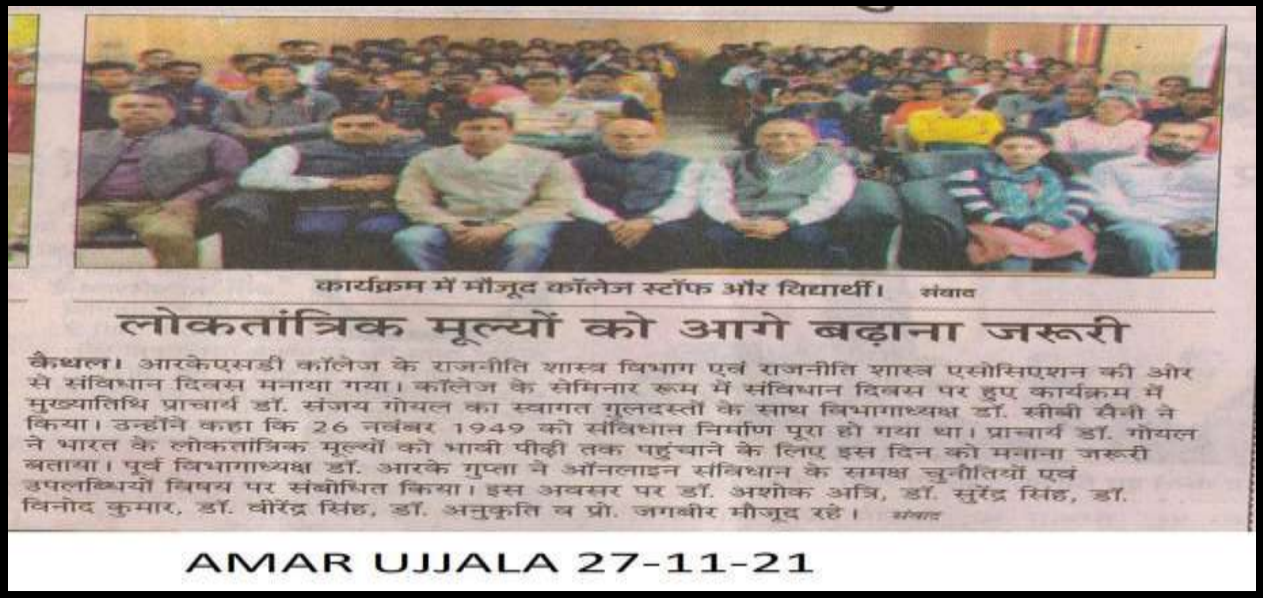 कार्यक्रम में मौजूद कॉलेज स्टॉफ और विद्यार्थी। संवाद
लोकतांत्रिक मूल्यों को आगे बढ़ाना जरूरी
कैथल। आरकेएसडी कॉलेज के राजनीति शास्त्र विभाग एवं राजनीति शास्त्र एसोसिएशन की ओर
से संविधान दिवस मनाया गया। कॉलेज के सेमिनार रूम में संविधान दिवस पर हुए कार्यक्रम में
मुख्यातिथि प्राचार्य डॉ. संजय गोयल का स्वागत गुलदस्तों के साथ विभागाध्यक्ष डॉ. सीबी सैनी ने
किया। उन्होंने कहा कि 26 नवंबर 1949 को संविधान निर्माण पूरा हो गया था। प्राचार्य डॉ. गोयल
ने भारत के लोकतांत्रिक मूल्यों को भावी पीढ़ी तक पहुंचाने के लिए इस दिन को मनाना जरूरी
बताया। पूर्व विभागाध्यक्ष डॉ. आरके गुप्ता ने ऑनलाइन संविधान के समक्ष चुनौतियों एवं
उपलब्धियों विषय पर संबोधित किया। इस अवसर पर डॉ. अशोक अत्रि, डॉ. सुरेंद्र सिंह, डॉ.
विनोद कुमार, डॉ. वीरेंद्र सिंह, डॉ. अनुकृति व प्रो. जगबीर मौजूद रहे। संवाद
AMAR UJJALA 27-11-21